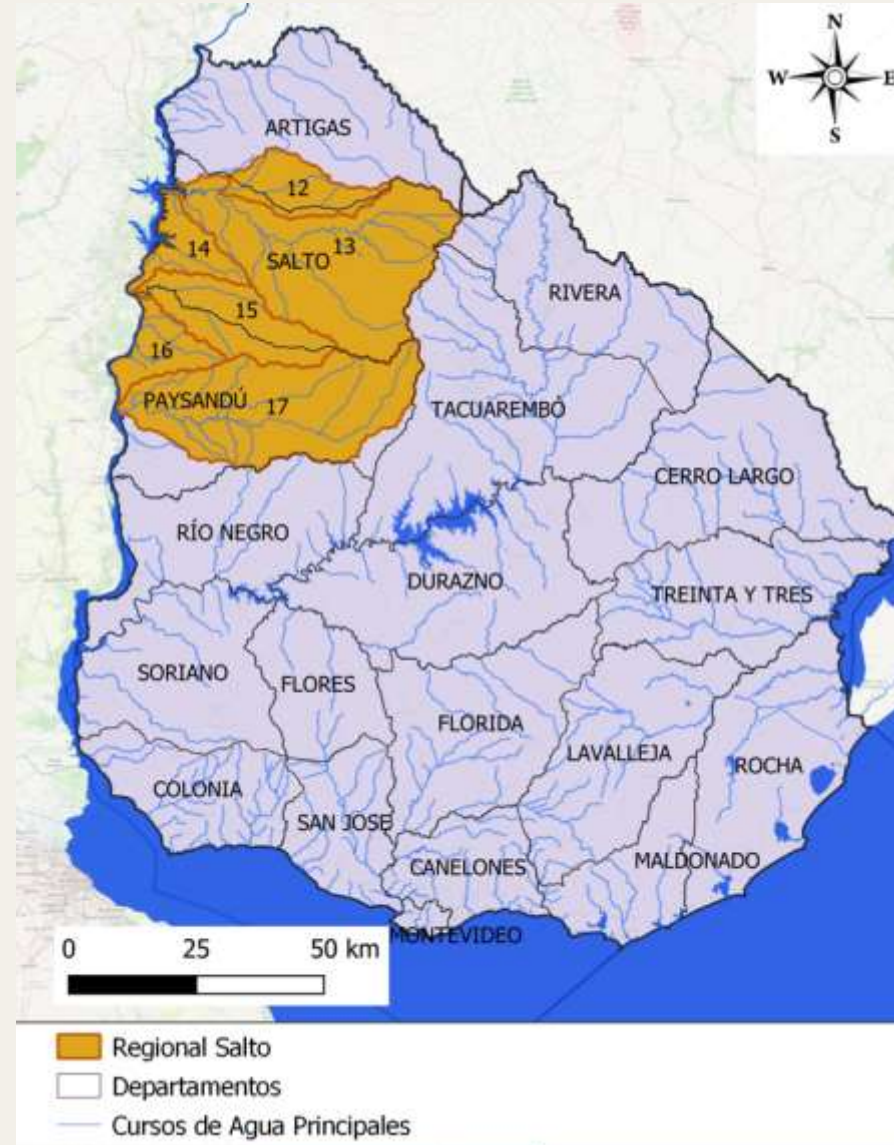 N
W E
S
ARTIGAS
12
13
14
SALTO
RIVERA
15
16
PAYSANDÚ
17
TACUAREMBÓ
CERRO LARGO
RÍO NEGRO
DURAZNO
TREINTA Y TRES
SORIANO
FLORES
FLORIDA
LAVALLEJA
ROCHA
COLONIA
SAN JOSE
CANELONES
MALDONADO
MONTEVIDEO
0 25 50 km
Regional Salto
Departamentos
Cursos de Agua Principales